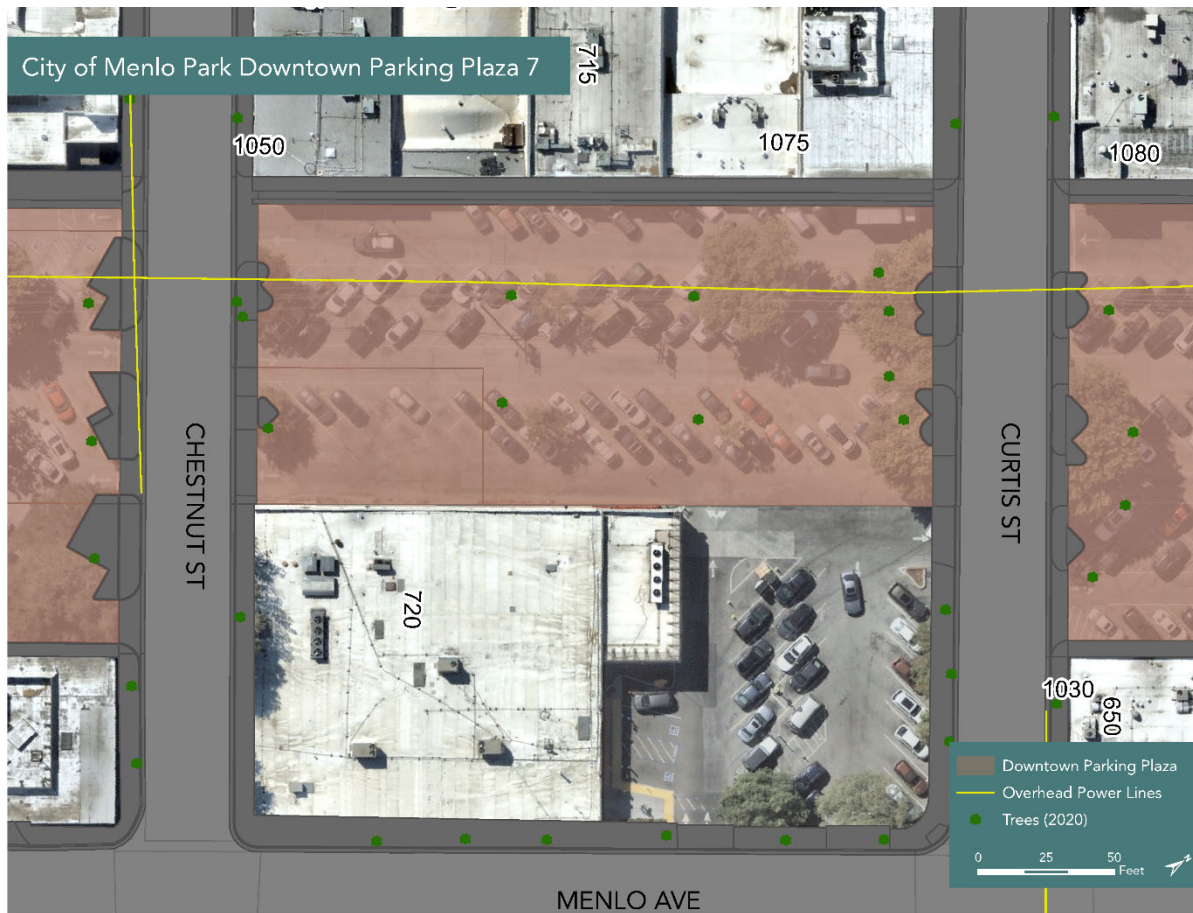 City of Menlo Park Downtown Parking Plaza 7
715
1050
1075
1080
CHESTNUT ST
CURTIS ST
720
1030
650
Downtown Parking Plaza
Overhead Power Lines
Trees (2020)
0 25 50
Feet
N
MENLO AVE